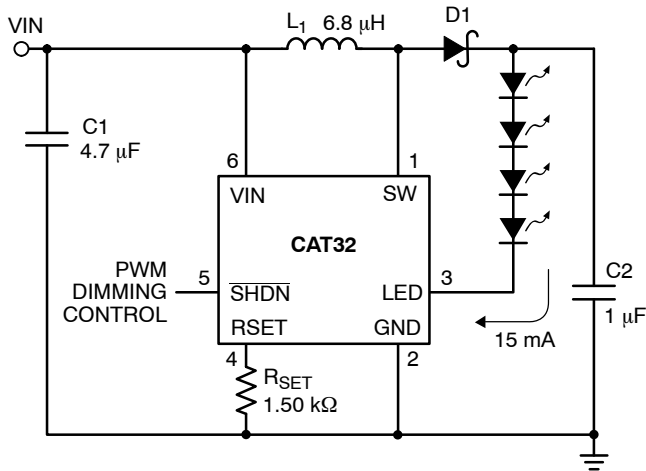 VIN
L1 6.8 μH
D1
C1
4.7 μF
6
1
VIN
SW
CAT32
PWM
DIMMING
CONTROL
5
SHDN
LED
3
RSET
GND
4
2
C2
1 μF
15 mA
RSET
1.50 kΩ